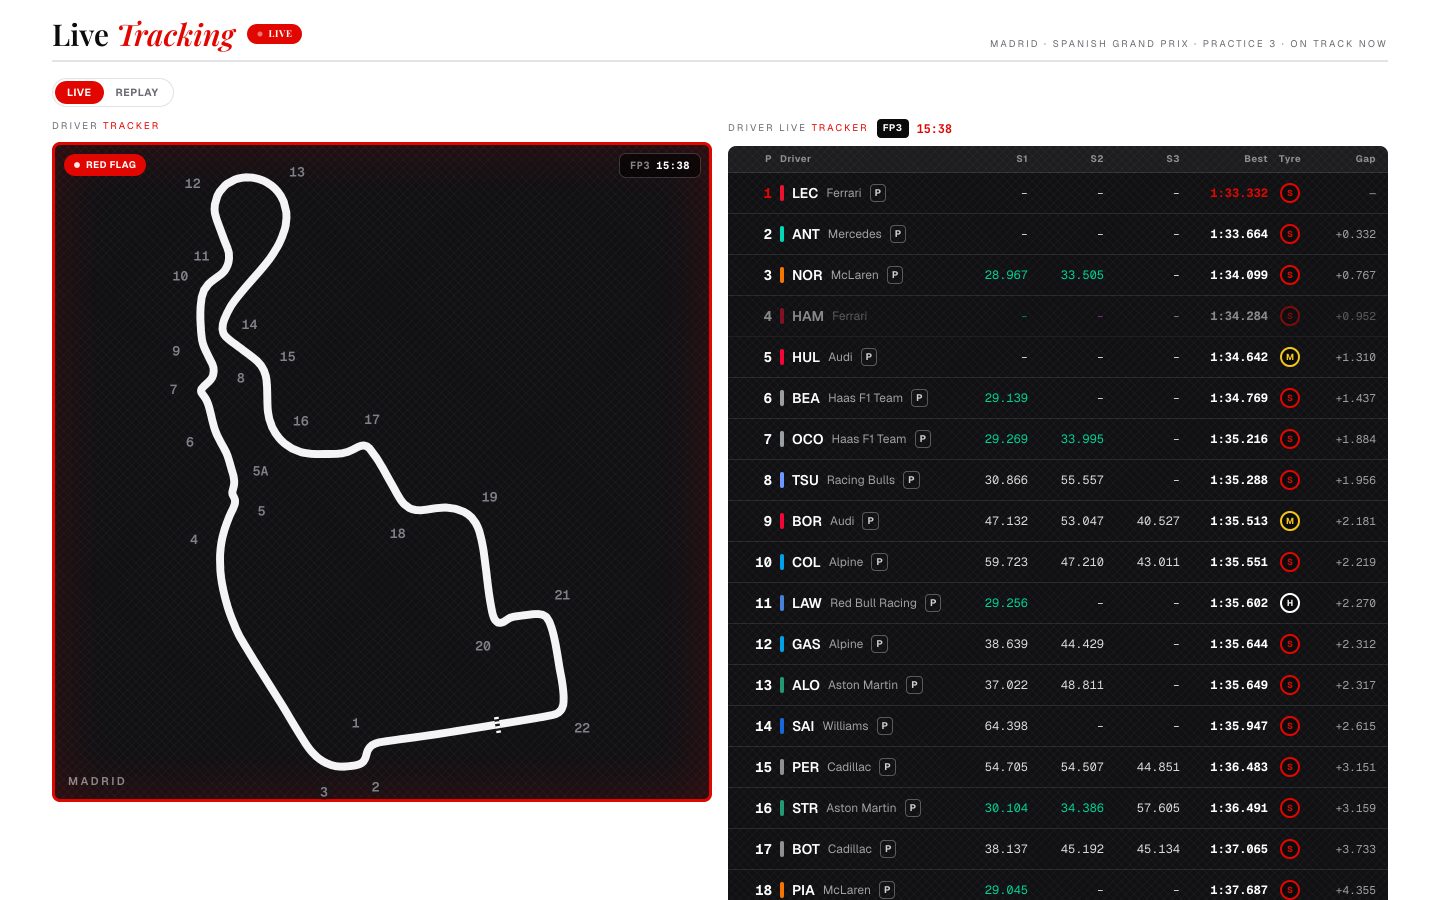 Live Tracking LIVE
MADRID · SPANISH GRAND PRIX · PRACTICE 3 · ON TRACK NOW
LIVE REPLAY
DRIVER TRACKER
RED FLAG
FP3 15:38
13
12
11
10
14
9
15
8
7
16
17
6
5A
19
5
18
4
21
20
1
22
MADRID
2
3
DRIVER LIVE TRACKER FP3 15:38
P Driver S1 S2 S3 Best Tyre Gap
1 LEC Ferrari P – – – 1:33.332 S —
2 ANT Mercedes P – – – 1:33.664 S +0.332
3 NOR McLaren P 28.967 33.505 – 1:34.099 S +0.767
4 HAM Ferrari – – – 1:34.284 S +0.952
5 HUL Audi P – – – 1:34.642 M +1.310
6 BEA Haas F1 Team P 29.139 – – 1:34.769 S +1.437
7 OCO Haas F1 Team P 29.269 33.995 – 1:35.216 S +1.884
8 TSU Racing Bulls P 30.866 55.557 – 1:35.288 S +1.956
9 BOR Audi P 47.132 53.047 40.527 1:35.513 M +2.181
10 COL Alpine P 59.723 47.210 43.011 1:35.551 S +2.219
11 LAW Red Bull Racing P 29.256 – – 1:35.602 H +2.270
12 GAS Alpine P 38.639 44.429 – 1:35.644 S +2.312
13 ALO Aston Martin P 37.022 48.811 – 1:35.649 S +2.317
14 SAI Williams P 64.398 – – 1:35.947 S +2.615
15 PER Cadillac P 54.705 54.507 44.851 1:36.483 S +3.151
16 STR Aston Martin P 30.104 34.386 57.605 1:36.491 S +3.159
17 BOT Cadillac P 38.137 45.192 45.134 1:37.065 S +3.733
18 PIA McLaren P 29.045 – – 1:37.687 S +4.355